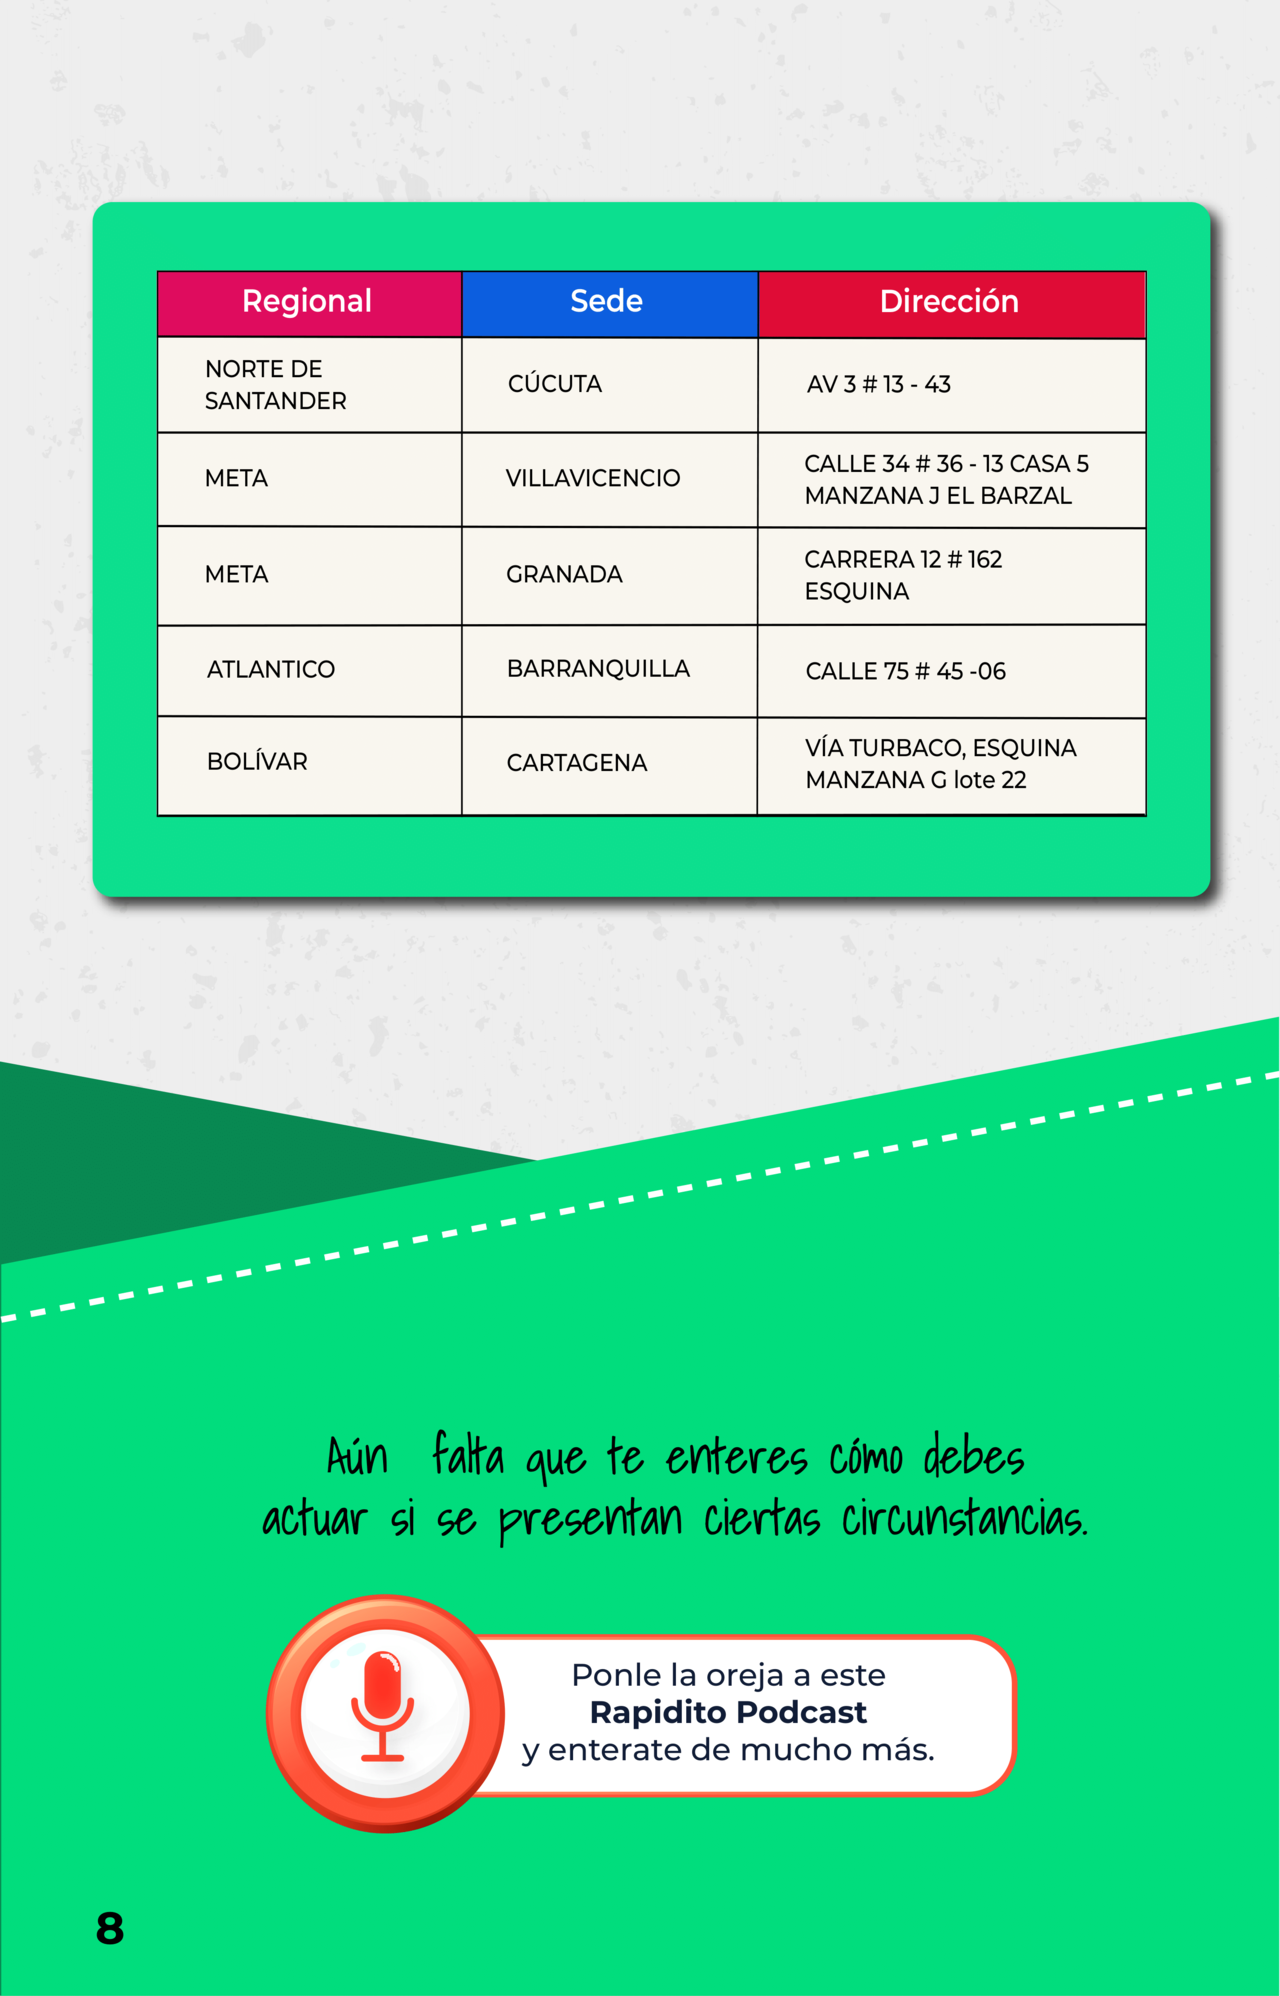 Regional Sede Dirección
NORTE DE
SANTANDER
CÚCUTA
AV 3 # 13 - 43
META
VILLAVICENCIO
CALLE 34 # 36 - 13 CASA 5
MANZANA J EL BARZAL
META
GRANADA
CARRERA 12 # 162
ESQUINA
ATLANTICO
BARRANQUILLA
CALLE 75 # 45 -06
BOLÍVAR
CARTAGENA
VÍA TURBACO, ESQUINA
MANZANA G lote 22
Aún falta que te enteres cómo debes
actuar si se presentan ciertas circunstancias.
Ponle la oreja a este
Rapidito Podcast
y enterate de mucho más.
8